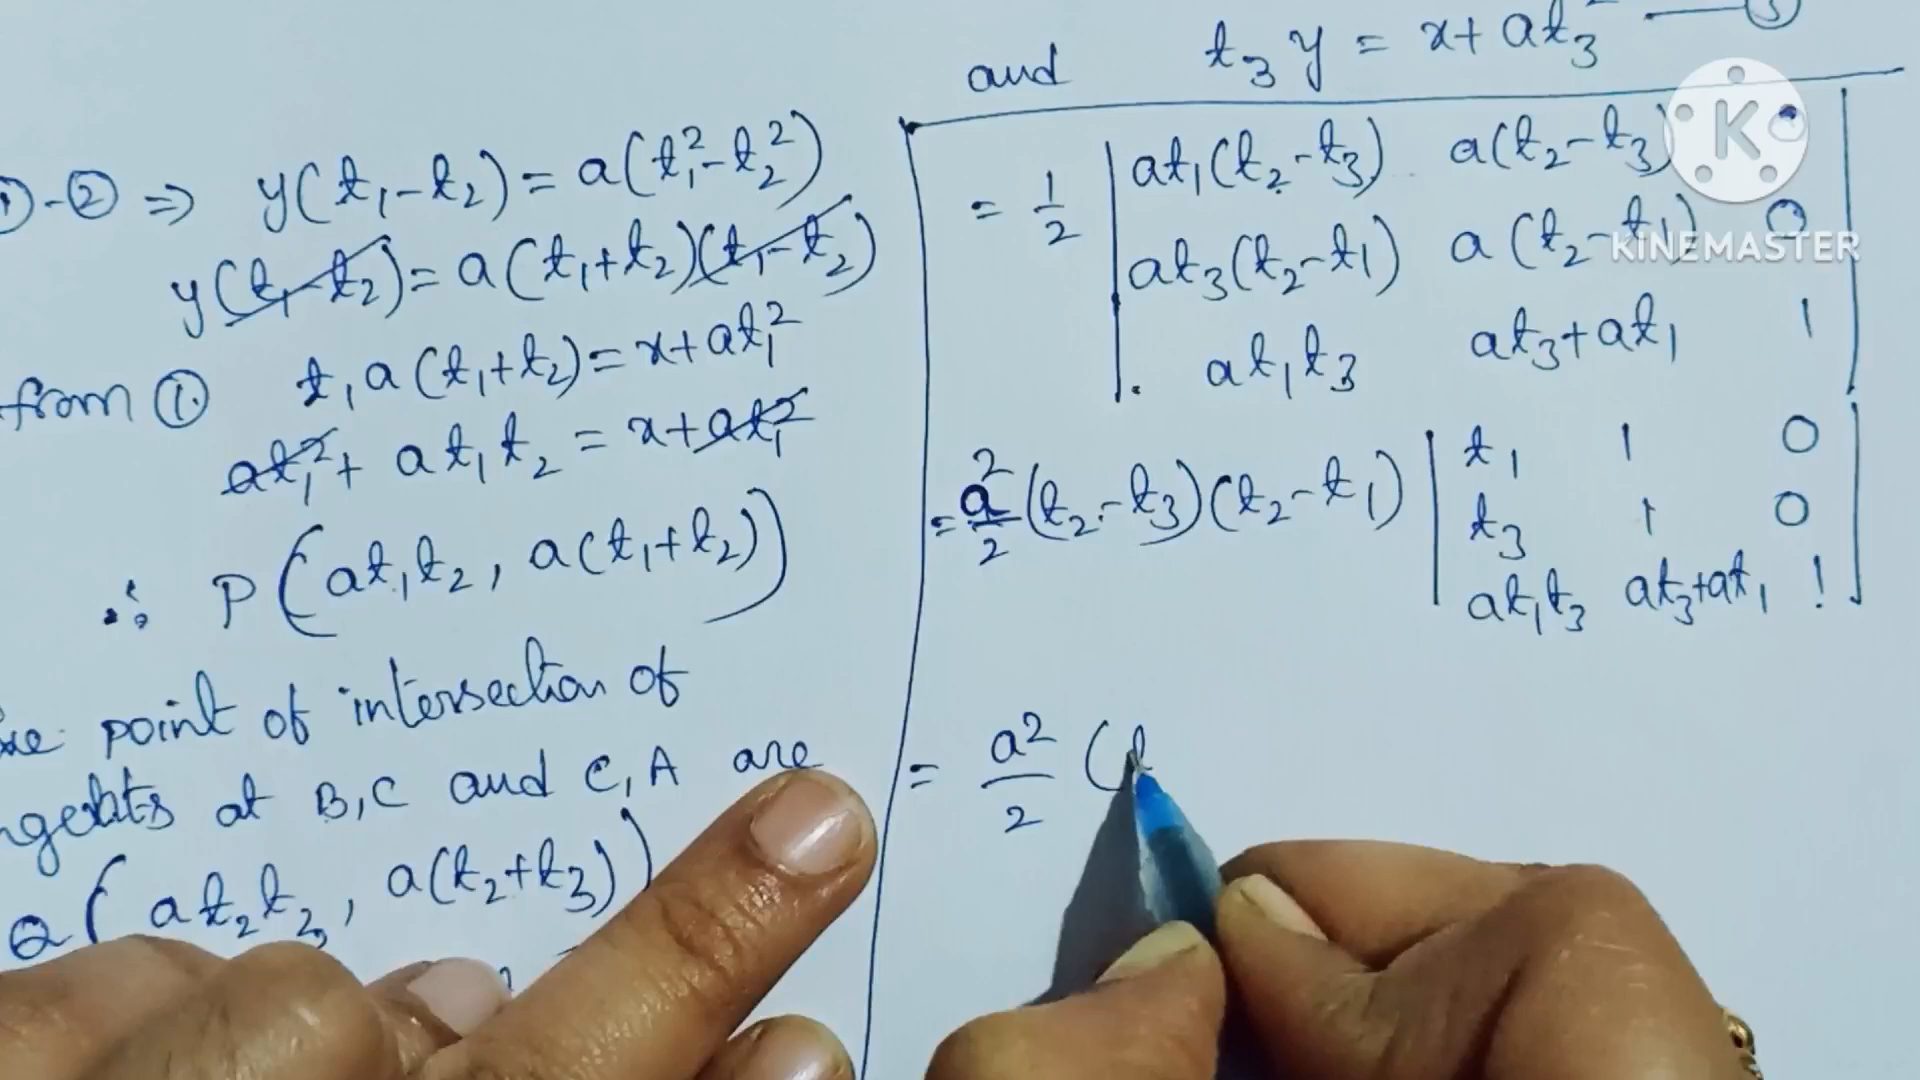 ①-② ⇒ y(t₁-t₂) = a(t₁²-t₂²)
y(t₁-t₂) = a(t₁+t₂)(t₁-t₂)
from ① t₁a(t₁+t₂) = x+at₁²
at₁²+at₁t₂ = x+at₁²
∴ P(at₁t₂, a(t₁+t₂))
point of intersection of
at B,C and C,A are
Q(at₂t₃, a(t₂+t₃))
and t₃y = x+at₃² — ③
= 1/2 | at₁(t₂-t₃) a(t₂-t₃) 0 |
| at₃(t₂-t₁) a(t₂-t₁) 0 |
| at₁t₃ at₃+at₁ 1 |
= a²/2 (t₂-t₃)(t₂-t₁) | t₁ 1 0 |
| t₃ 1 0 |
| at₁t₃ at₃+at₁ 1 |
= a²/2 (
K
KINEMASTER